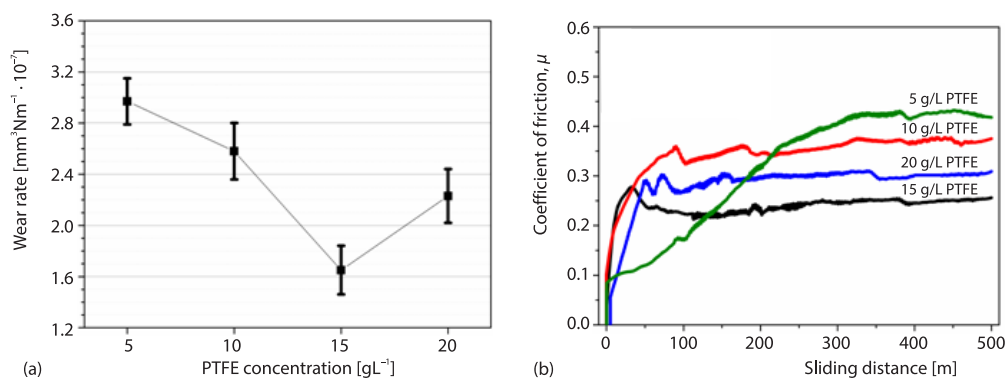 3.6
3.2
2.8
2.4
2.0
1.6
1.2
Wear rate [mm³Nm⁻¹ · 10⁻⁷]
5 10 15 20
PTFE concentration [gL⁻¹]
(a)
0.6
0.5
0.4
0.3
0.2
0.1
0.0
Coefficient of friction, μ
5 g/L PTFE
10 g/L PTFE
20 g/L PTFE
15 g/L PTFE
0 100 200 300 400 500
Sliding distance [m]
(b)